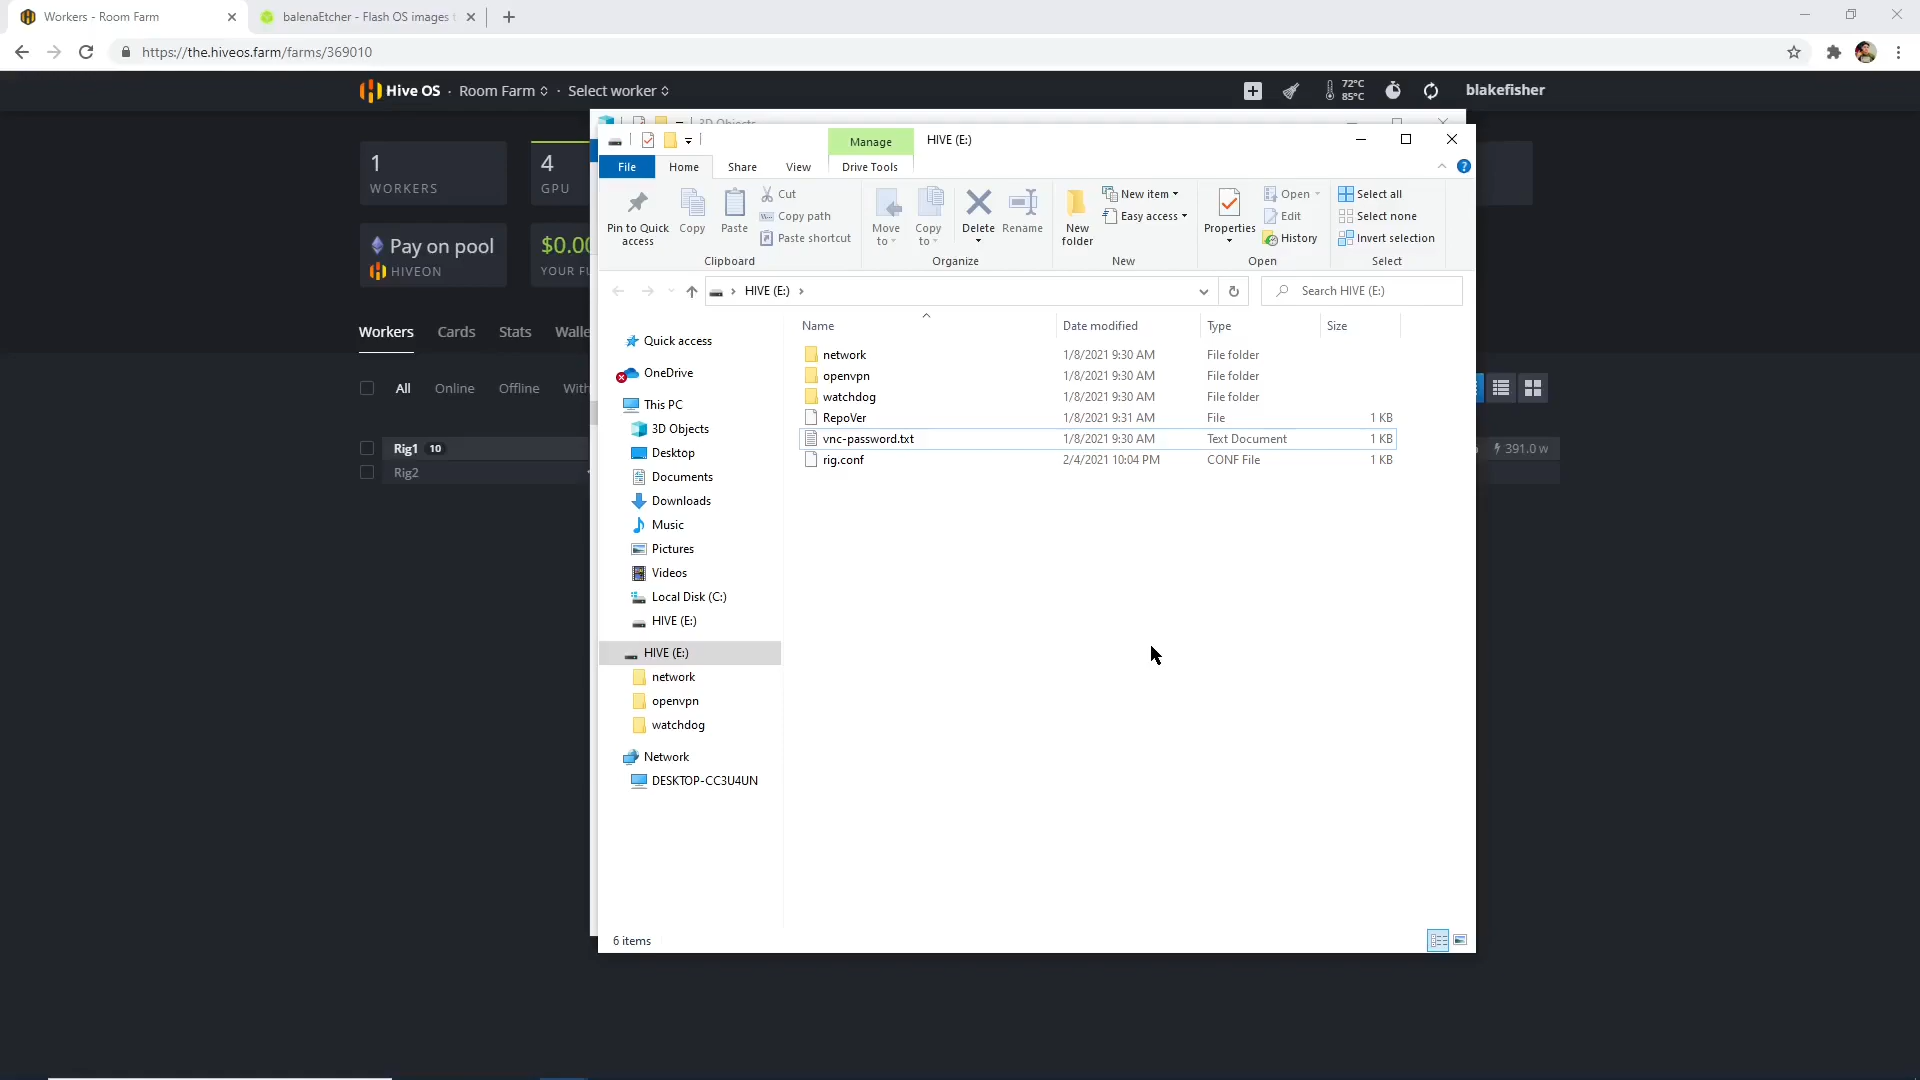 Workers - Room Farm
balenaEtcher - Flash OS images t
https://the.hiveos.farm/farms/369010
Hive OS · Room Farm · Select worker
72°C
85°C
blakefisher
1
WORKERS
4
GPU
Pay on pool
HIVEON
$0.00
YOUR FU
Workers Cards Stats Walle
All Online Offline With
Rig1 10
Rig2
391.0 w
3D Objects
Manage
HIVE (E:)
File Home Share View Drive Tools
Pin to Quick access
Copy
Paste
Cut
Copy path
Paste shortcut
Clipboard
Move to
Copy to
Delete
Rename
Organize
New folder
New item
Easy access
New
Properties
Open
Edit
History
Open
Select all
Select none
Invert selection
Select
HIVE (E:)
Search HIVE (E:)
Name Date modified Type Size
network 1/8/2021 9:30 AM File folder
openvpn 1/8/2021 9:30 AM File folder
watchdog 1/8/2021 9:30 AM File folder
RepoVer 1/8/2021 9:31 AM File 1 KB
vnc-password.txt 1/8/2021 9:30 AM Text Document 1 KB
rig.conf 2/4/2021 10:04 PM CONF File 1 KB
Quick access
OneDrive
This PC
3D Objects
Desktop
Documents
Downloads
Music
Pictures
Videos
Local Disk (C:)
HIVE (E:)
HIVE (E:)
network
openvpn
watchdog
Network
DESKTOP-CC3U4UN
6 items